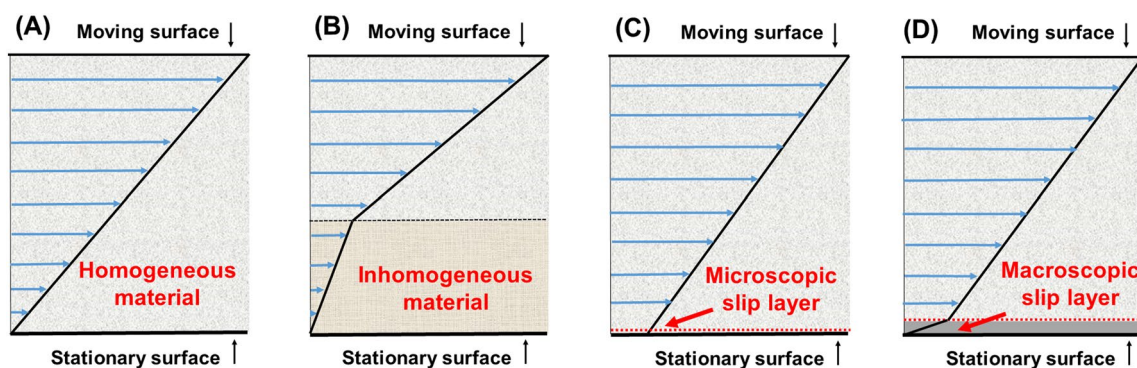 (A)
Moving surface
Homogeneous
material
Stationary surface
(B)
Moving surface
Inhomogeneous
material
Stationary surface
(C)
Moving surface
Microscopic
slip layer
Stationary surface
(D)
Moving surface
Macroscopic
slip layer
Stationary surface